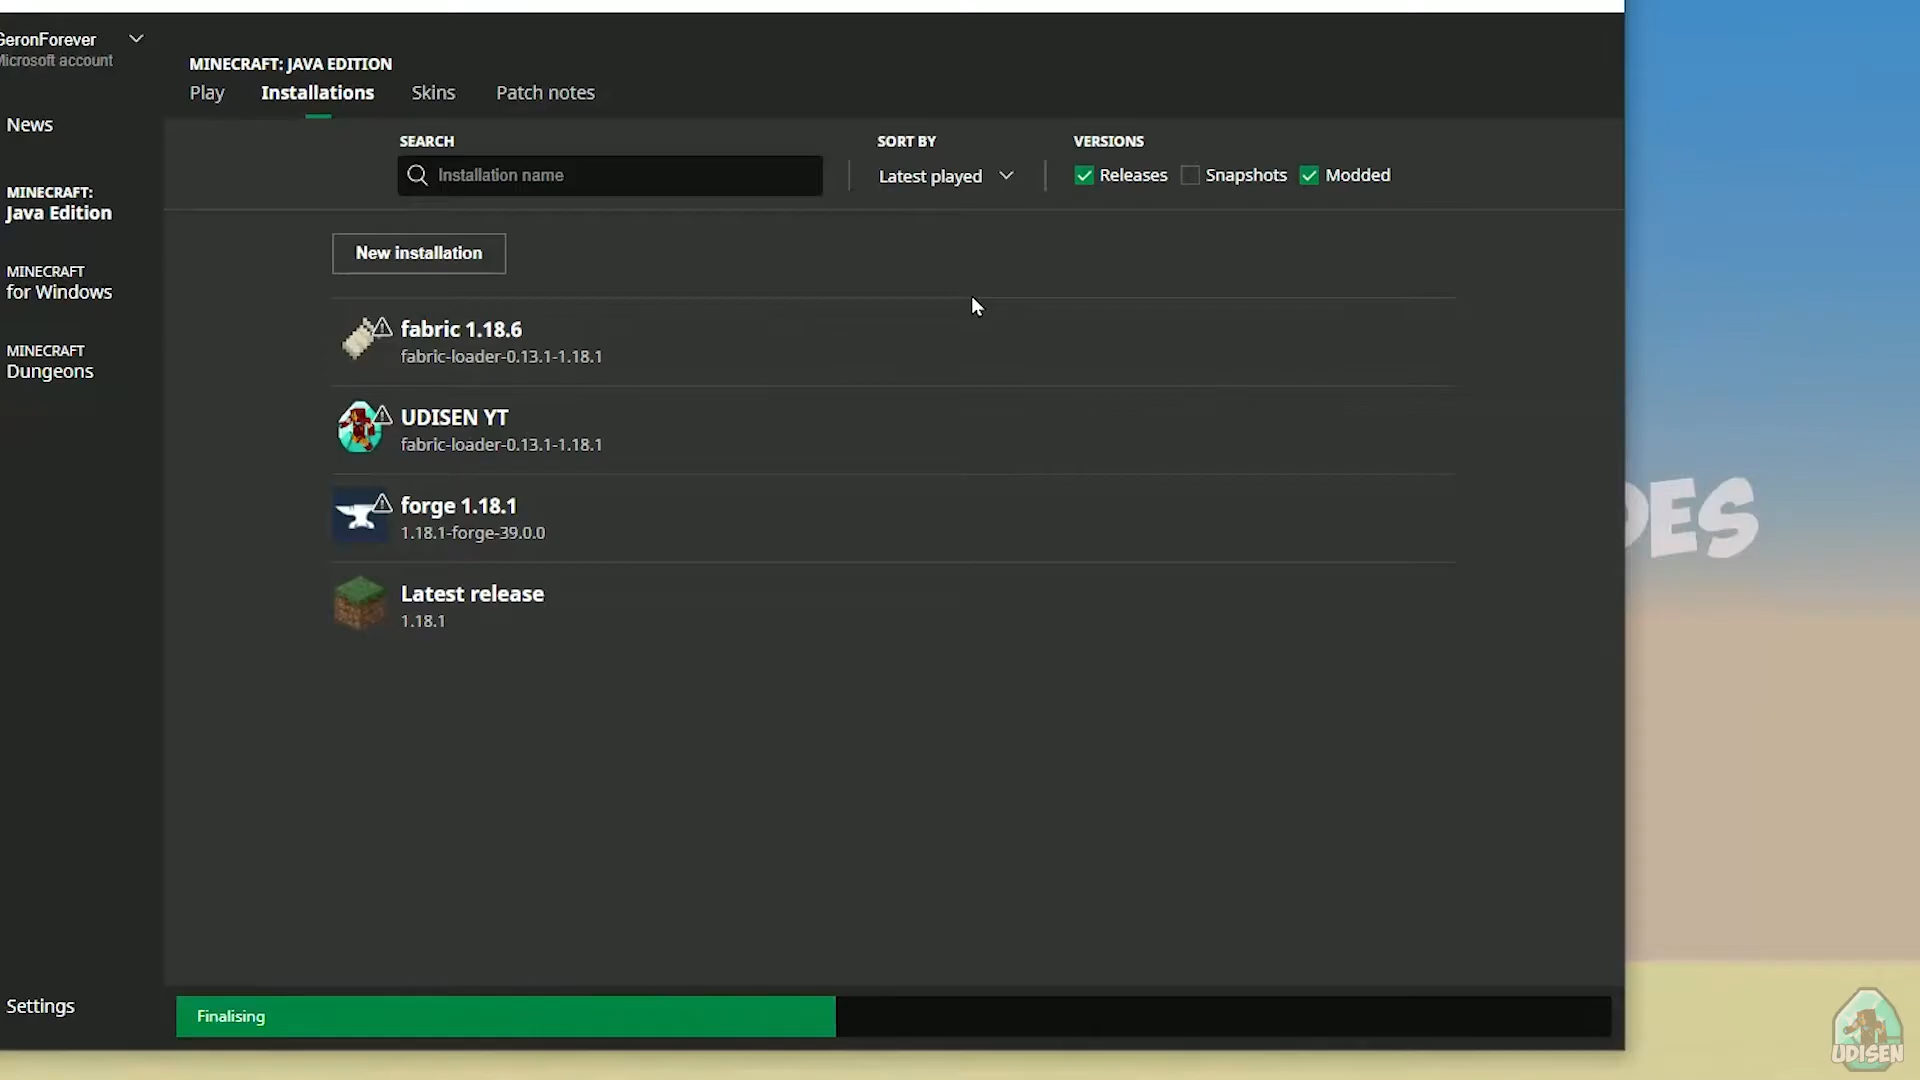 GeronForever
Microsoft account
News
MINECRAFT:
Java Edition
MINECRAFT
for Windows
MINECRAFT
Dungeons
Settings
MINECRAFT: JAVA EDITION
Play Installations Skins Patch notes
SEARCH SORT BY VERSIONS
Installation name Latest played Releases Snapshots Modded
New installation
fabric 1.18.6
fabric-loader-0.13.1-1.18.1
UDISEN YT
fabric-loader-0.13.1-1.18.1
forge 1.18.1
1.18.1-forge-39.0.0
Latest release
1.18.1
Finalising
DES
UDISEN